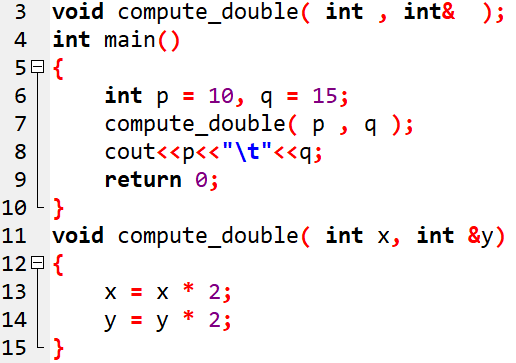 3 void compute_double( int , int& );
4 int main()
5 {
6 int p = 10, q = 15;
7 compute_double( p , q );
8 cout<<p<<"\t"<<q;
9 return 0;
10 }
11 void compute_double( int x, int &y)
12 {
13 x = x * 2;
14 y = y * 2;
15 }